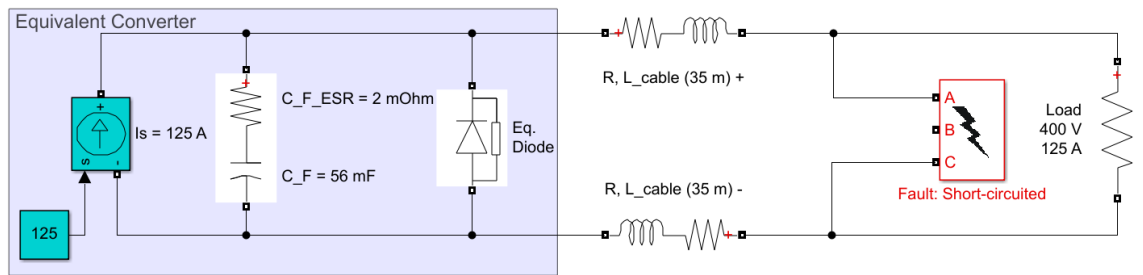 Equivalent Converter
+
S
-
Is = 125 A
125
+
C_F_ESR = 2 mOhm
C_F = 56 mF
Eq.
Diode
+
R, L_cable (35 m) +
R, L_cable (35 m) -
+
A
B
C
Fault: Short-circuited
Load
400 V
125 A
+